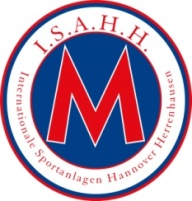 I.S.A.H.H.
M
Internationale Sportanlagen Hannover Herrenhausen